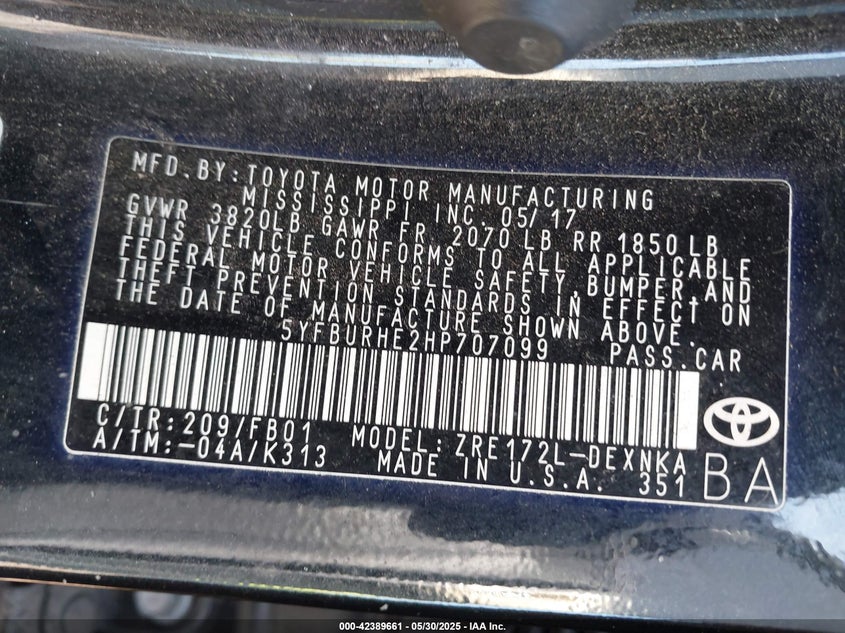 MFD.BY:TOYOTA MOTOR MANUFACTURING
MISSISSIPPI INC. 05/17
GVWR 3820LB GAWR FR 2070 LB RR 1850LB
THIS VEHICLE CONFORMS TO ALL APPLICABLE
FEDERAL MOTOR VEHICLE SAFETY,BUMPER,AND
THEFT PREVENTION STANDARDS IN EFFECT ON
THE DATE OF MANUFACTURE SHOWN ABOVE.
5YFBURHE2HP707099 PASS.CAR
C/TR:209/FB01 MODEL:ZRE172L-DEXNKA
A/TM:-04A/K313 MADE IN U.S.A. 351
BA
000-42389661 - 05/30/2025 - IAA Inc.